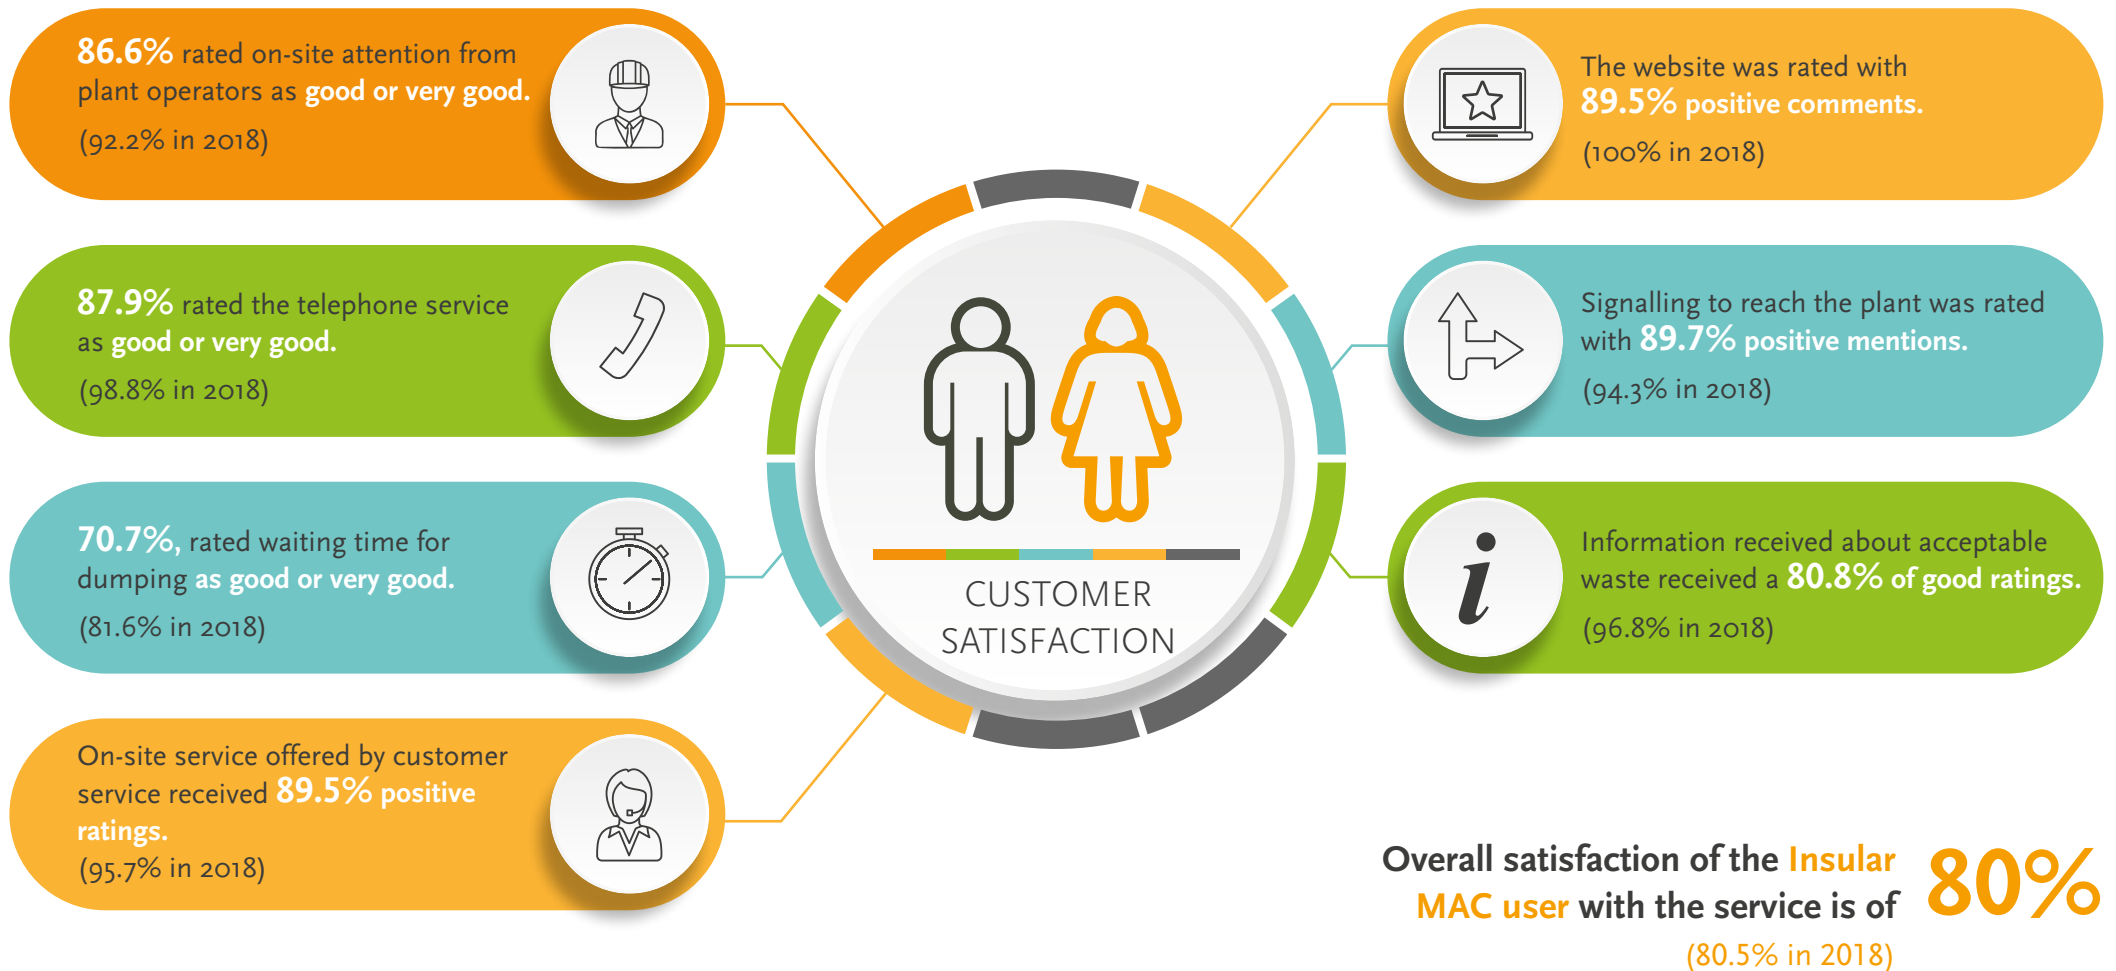 86.6% rated on-site attention from
plant operators as good or very good.
(92.2% in 2018)
87.9% rated the telephone service
as good or very good.
(98.8% in 2018)
70.7%, rated waiting time for
dumping as good or very good.
(81.6% in 2018)
On-site service offered by customer
service received 89.5% positive
ratings.
(95.7% in 2018)
CUSTOMER
SATISFACTION
The website was rated with
89.5% positive comments.
(100% in 2018)
Signalling to reach the plant was rated
with 89.7% positive mentions.
(94.3% in 2018)
i
Information received about acceptable
waste received a 80.8% of good ratings.
(96.8% in 2018)
Overall satisfaction of the Insular
MAC user with the service is of
80%
(80.5% in 2018)